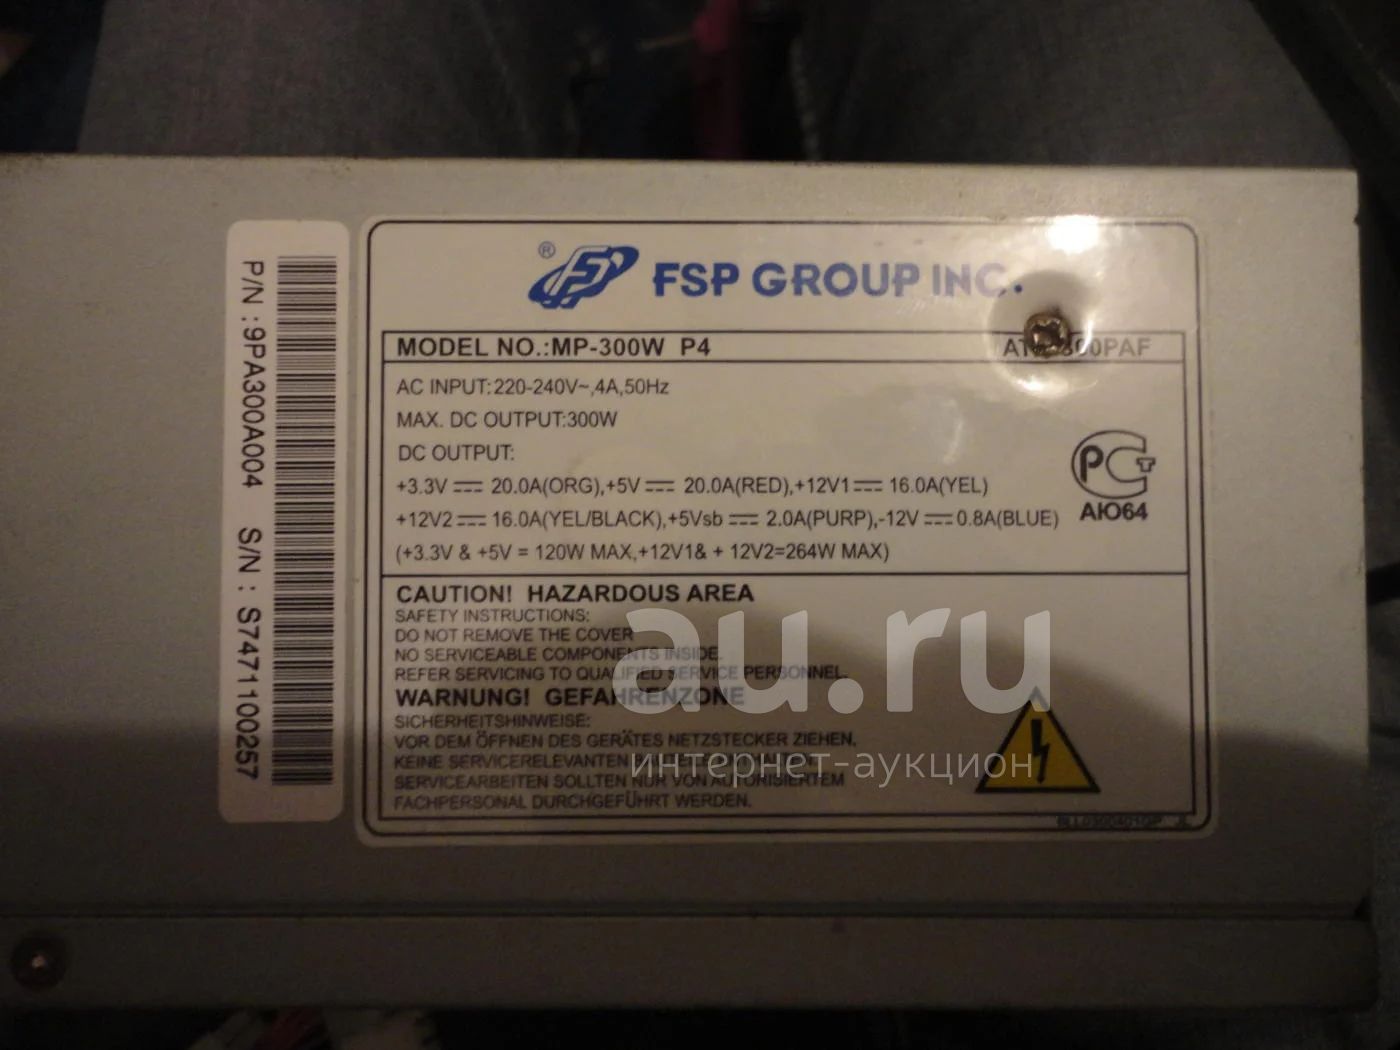 P/N : 9PA300A004 S/N : S7471100257
® FSP GROUP INC.
MODEL NO.:MP-300W P4
AC INPUT:220-240V~,4A,50Hz
MAX. DC OUTPUT:300W
DC OUTPUT:
+3.3V ⎓ 20.0A(ORG),+5V ⎓ 20.0A(RED),+12V1⎓ 16.0A(YEL)
+12V2⎓ 16.0A(YEL/BLACK),+5Vsb ⎓ 2.0A(PURP),-12V ⎓0.8A(BLUE)
(+3.3V & +5V = 120W MAX,+12V1& + 12V2=264W MAX)
РСТ
АЮ64
CAUTION! HAZARDOUS AREA
SAFETY INSTRUCTIONS:
DO NOT REMOVE THE COVER
NO SERVICEABLE COMPONENTS INSIDE.
REFER SERVICING TO QUALIFIED SERVICE PERSONNEL.
WARNUNG! GEFAHRENZONE
SICHERHEITSHINWEISE:
VOR DEM ÖFFNEN DES GERÄTES NETZSTECKER ZIEHEN.
KEINE SERVICERELEVANTEN
SERVICEARBEITEN SOLLTEN NUR VON AUTORISIERTEM
FACHPERSONAL DURCHGEFÜHRT WERDEN.
au.ru
интернет-аукцион